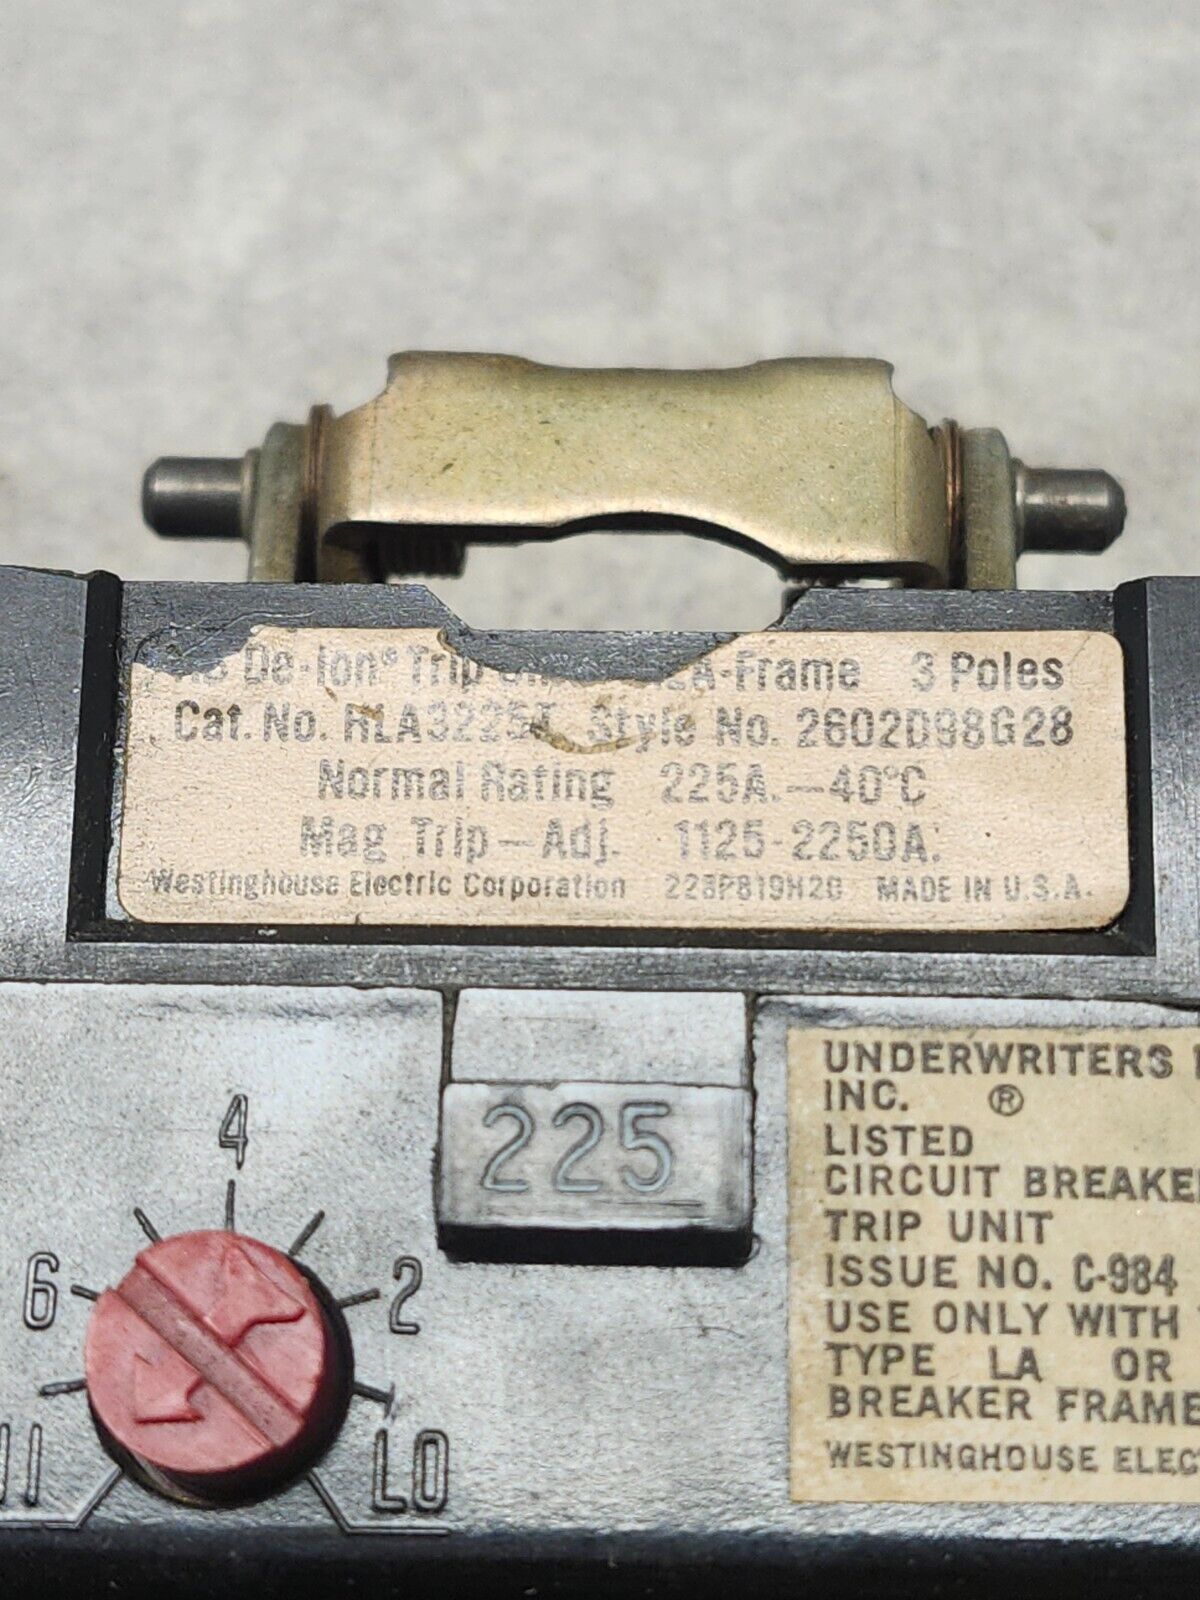 De-Ion® Trip A-Frame 3 Poles
Cat. No. HLA3225T Style No. 2602D98G28
Normal Rating 225A.—40°C
Mag Trip—Adj. 1125-2250A.
Westinghouse Electric Corporation MADE IN U.S.A.
225
4
6
2
HI
LO
UNDERWRITERS
INC. ®
LISTED
CIRCUIT BREAKE
TRIP UNIT
ISSUE NO. C-984
USE ONLY WITH
TYPE LA OR
BREAKER FRAME
WESTINGHOUSE ELEC